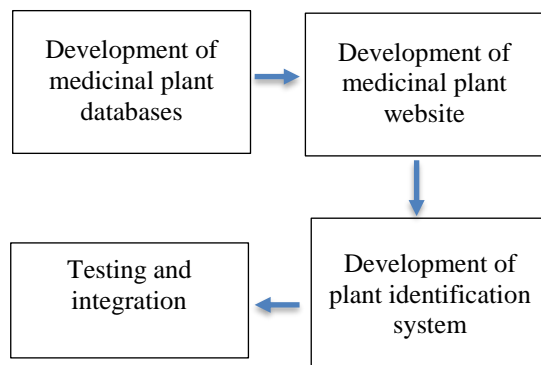 Development of
medicinal plant
databases
Development of
medicinal plant
website
Development of
plant identification
system
Testing and
integration